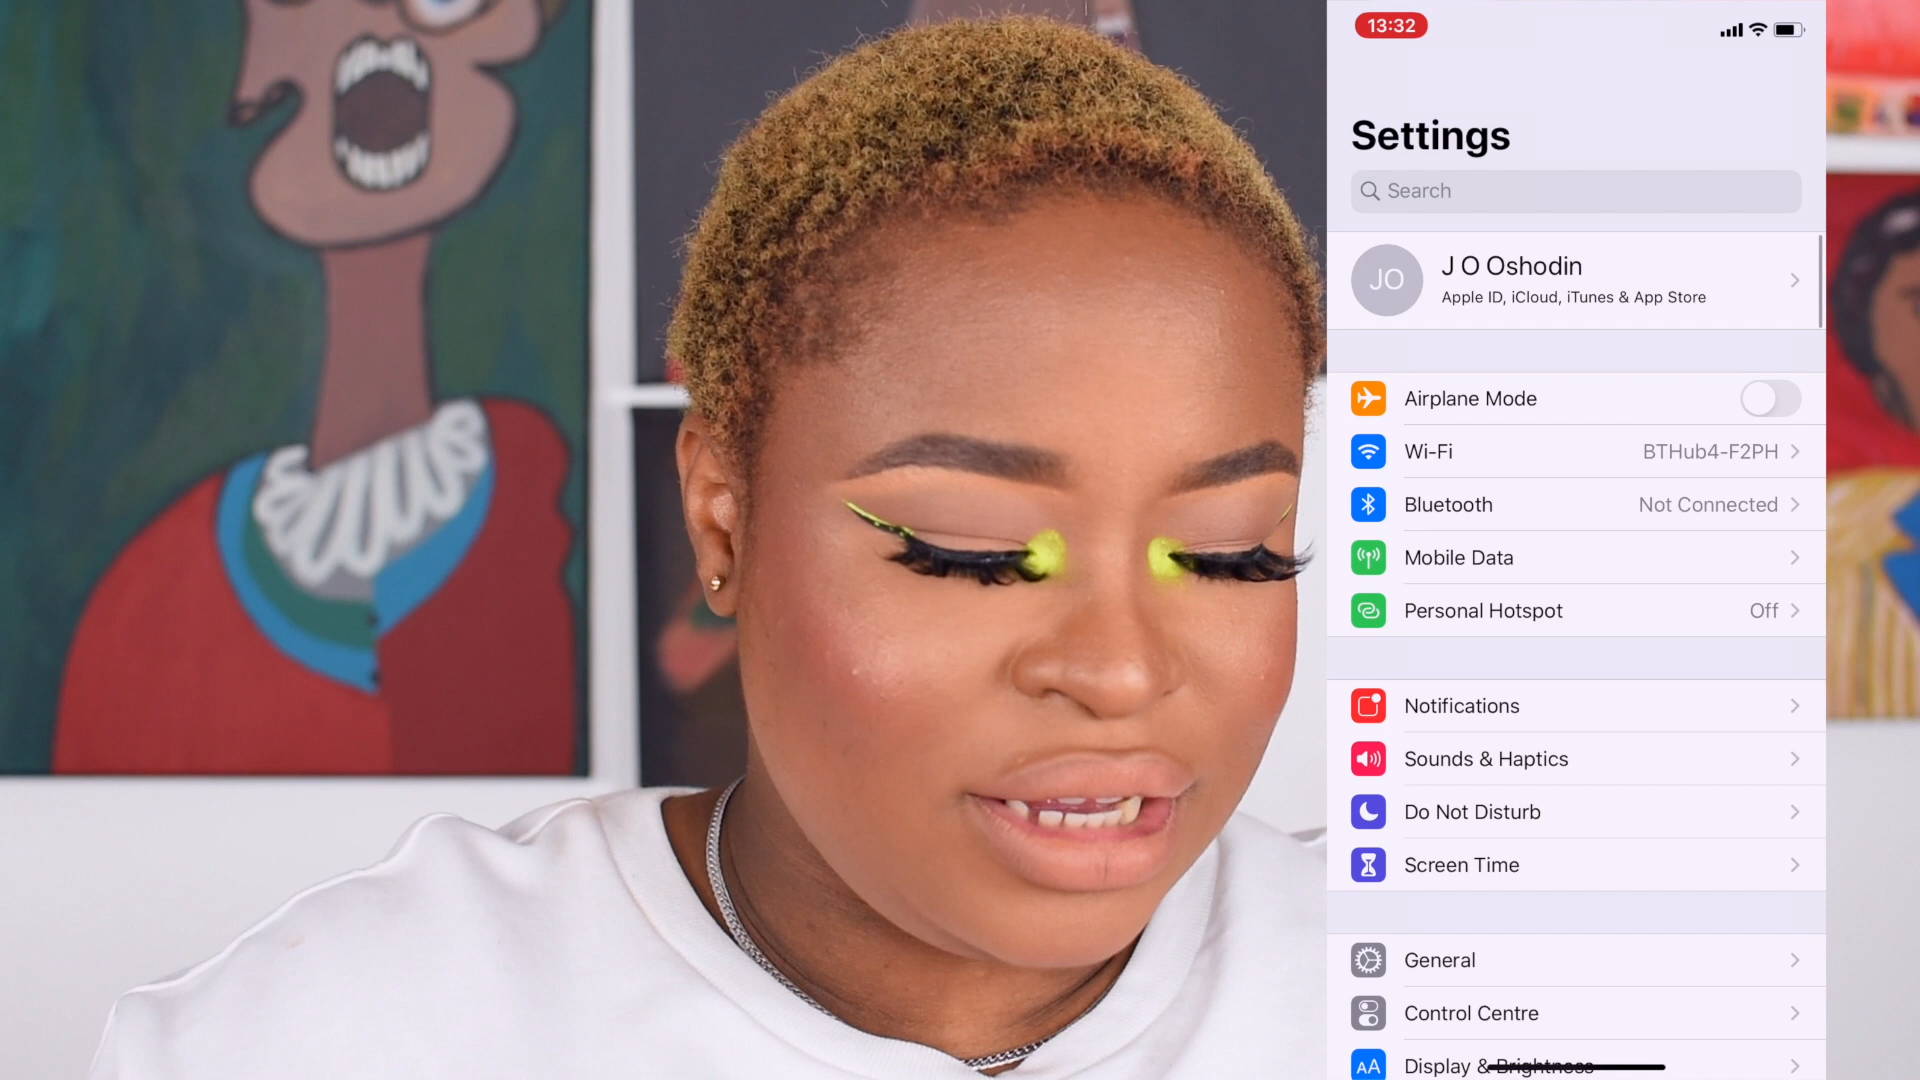 13:32
Settings
Search
JO
J O Oshodin
Apple ID, iCloud, iTunes & App Store
Airplane Mode
Wi-Fi BTHub4-F2PH
Bluetooth Not Connected
Mobile Data
Personal Hotspot Off
Notifications
Sounds & Haptics
Do Not Disturb
Screen Time
General
Control Centre
AA Display & Brightness